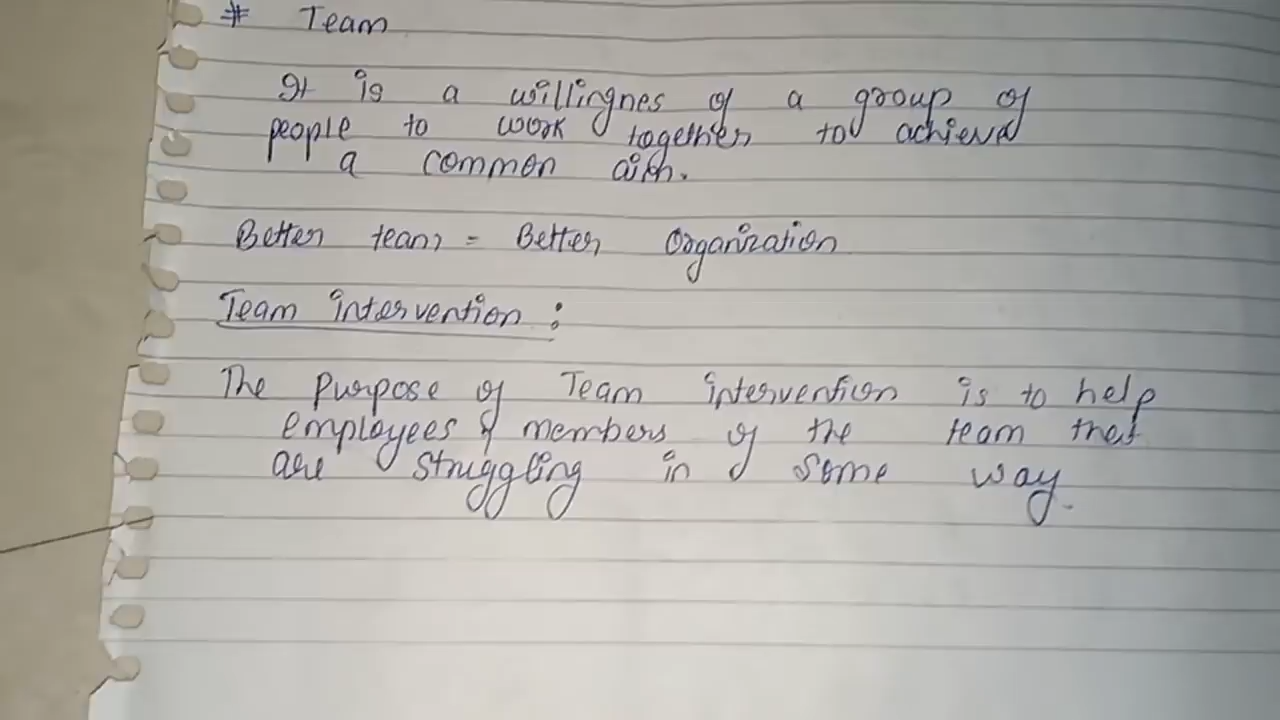 # Team
It is a willingnes of a group of
people to work together to achieve
a common aim.
Better team = Better Organization
Team intervention :
The purpose of Team intervention is to help
employees & members of the team that
are struggling in some way.